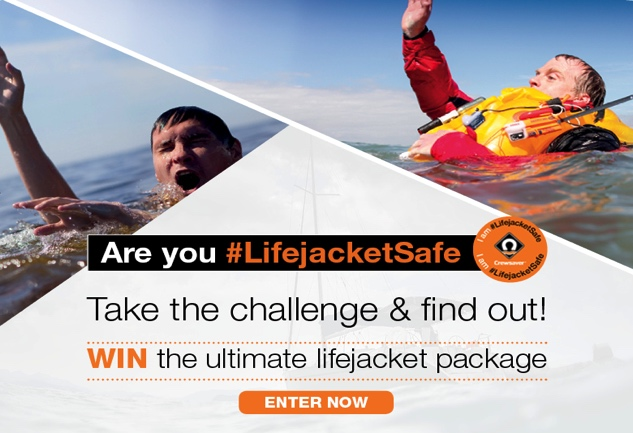 Are you #LifejacketSafe
I am #LifejacketSafe
Crewsaver
I am #LifejacketSafe
Take the challenge & find out!
WIN the ultimate lifejacket package
ENTER NOW